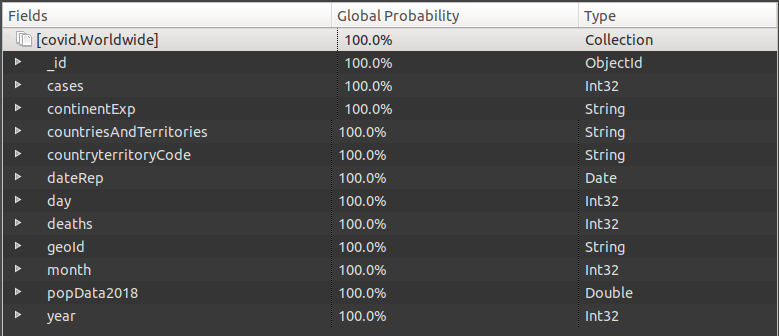 Fields Global Probability Type
[covid.Worldwide] 100.0% Collection
_id 100.0% ObjectId
cases 100.0% Int32
continentExp 100.0% String
countriesAndTerritories 100.0% String
countryterritoryCode 100.0% String
dateRep 100.0% Date
day 100.0% Int32
deaths 100.0% Int32
geoId 100.0% String
month 100.0% Int32
popData2018 100.0% Double
year 100.0% Int32